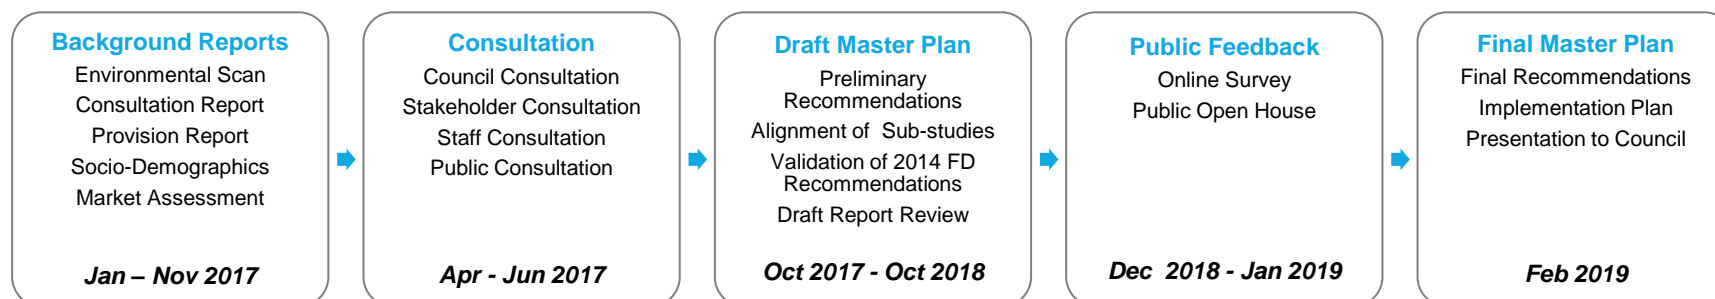 Background Reports
Environmental Scan
Consultation Report
Provision Report
Socio-Demographics
Market Assessment
Jan – Nov 2017
Consultation
Council Consultation
Stakeholder Consultation
Staff Consultation
Public Consultation
Apr - Jun 2017
Draft Master Plan
Preliminary
Recommendations
Alignment of  Sub-studies
Validation of 2014 FD
Recommendations
Draft Report Review
Oct 2017 - Oct 2018
Public Feedback
Online Survey
Public Open House
Dec  2018 - Jan 2019
Final Master Plan
Final Recommendations
Implementation Plan
Presentation to Council
Feb 2019